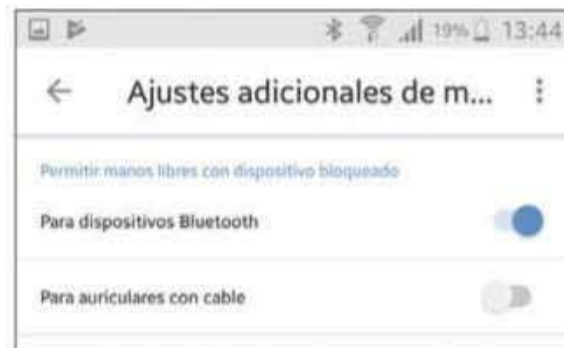 19% 13:44
Ajustes adicionales de m...
Permitir manos libres con dispositivo bloqueado
Para dispositivos Bluetooth
Para auriculares con cable